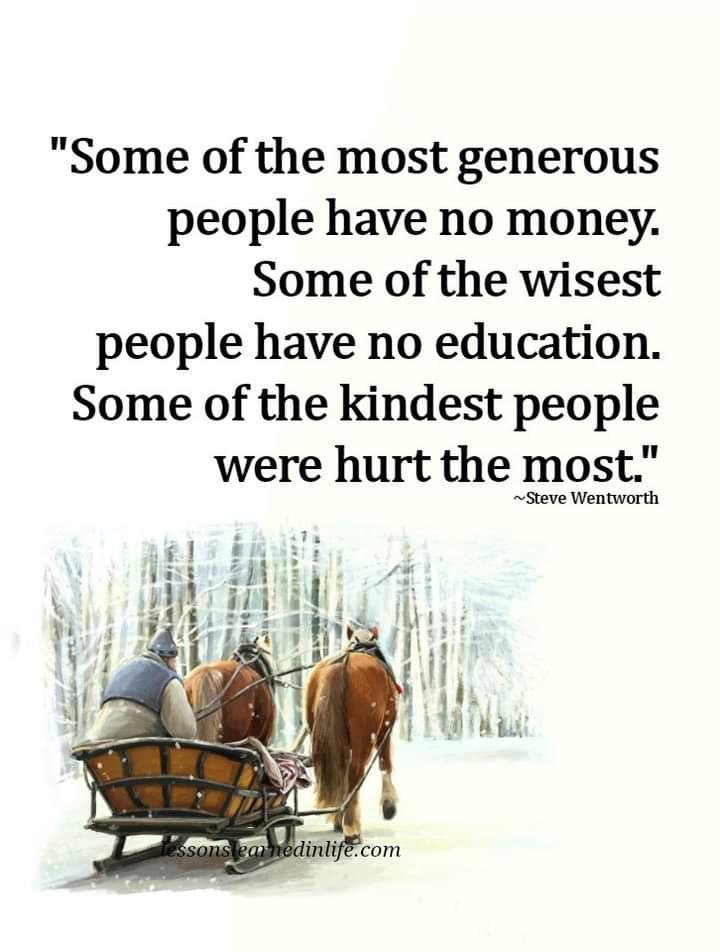 "Some of the most generous
people have no money.
Some of the wisest
people have no education.
Some of the kindest people
were hurt the most."
~Steve Wentworth
lessonslearnedinlife.com